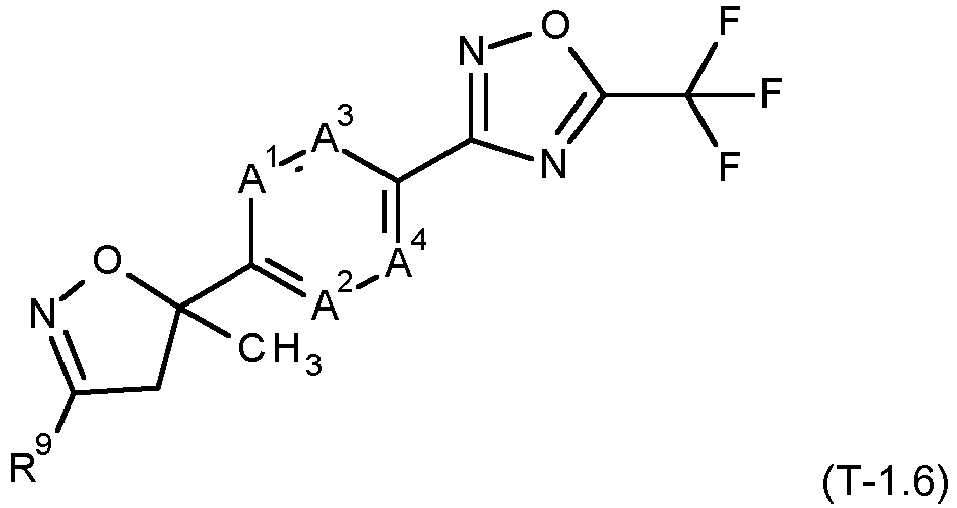 O F
N F
A³ N F
A¹
A⁴
O A²
N CH₃
R⁹
(T-1.6)